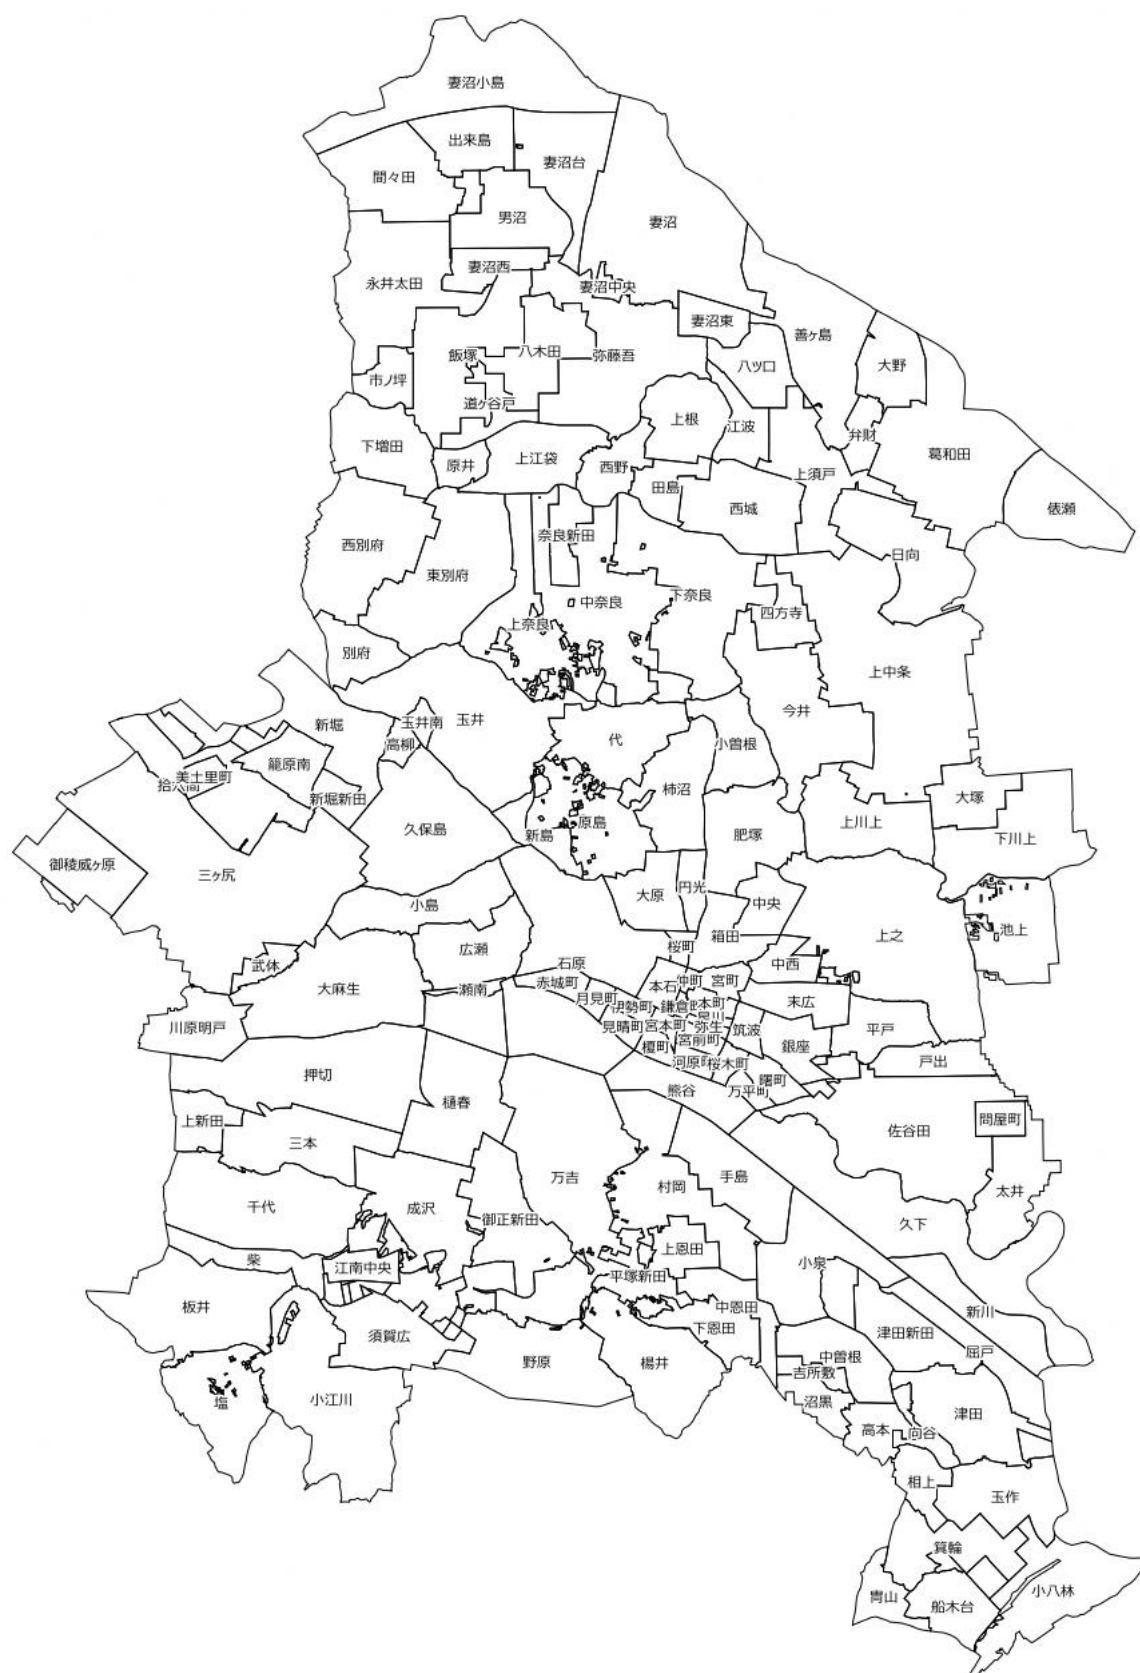 妻沼小島
出来島
妻沼台
間々田
男沼
妻沼
妻沼西
永井太田
妻沼中央
妻沼東
善ヶ島
飯塚
八木田
弥藤吾
八ツ口
大野
市ノ坪
道ヶ谷戸
上根
江波
弁財
下増田
原井
上江袋
西野
葛和田
上須戸
田島
西城
俵瀬
奈良新田
西別府
日向
東別府
中奈良
下奈良
四方寺
上奈良
別府
上中条
今井
新堀
玉井南
玉井
代
小曽根
高柳
籠原南
美土里町
新堀新田
柿沼
大塚
久保島
新島
原島
肥塚
上川上
下川上
御稜威ヶ原
三ヶ尻
円光
大原
小島
中央
池上
箱田
上之
広瀬
桜町
武体
石原
中西
大麻生
瀬南
赤城町
本石
仲町
宮町
月見町
伊勢町
本町
末広
川原明戸
見晴町
宮本町
弥生
筑波
平戸
榎町
宮前町
銀座
河原町
桜木町
戸出
押切
曙町
熊谷
万平町
樋春
上新田
問屋町
佐谷田
三本
万吉
手島
村岡
太井
千代
成沢
御正新田
久下
上恩田
柴
江南中央
小泉
平塚新田
板井
中恩田
新川
須賀広
下恩田
津田新田
屈戸
野原
楊井
中曽根
吉所敷
塩
小江川
沼黒
津田
高本
向谷
相上
玉作
箕輪
冑山
船木台
小八林